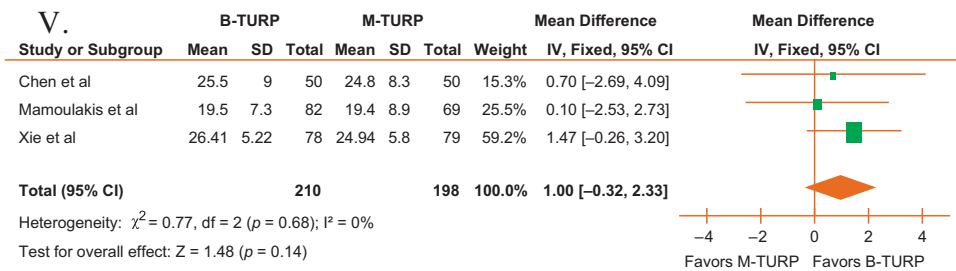 V. B-TURP M-TURP Mean Difference Mean Difference
Study or Subgroup Mean SD Total Mean SD Total Weight IV, Fixed, 95% CI IV, Fixed, 95% CI
Chen et al 25.5 9 50 24.8 8.3 50 15.3% 0.70 [–2.69, 4.09]
Mamoulakis et al 19.5 7.3 82 19.4 8.9 69 25.5% 0.10 [–2.53, 2.73]
Xie et al 26.41 5.22 78 24.94 5.8 79 59.2% 1.47 [–0.26, 3.20]
Total (95% CI) 210 198 100.0% 1.00 [–0.32, 2.33]
Heterogeneity: χ² = 0.77, df = 2 (p = 0.68); I² = 0%
Test for overall effect: Z = 1.48 (p = 0.14)
–4 –2 0 2 4
Favors M-TURP Favors B-TURP